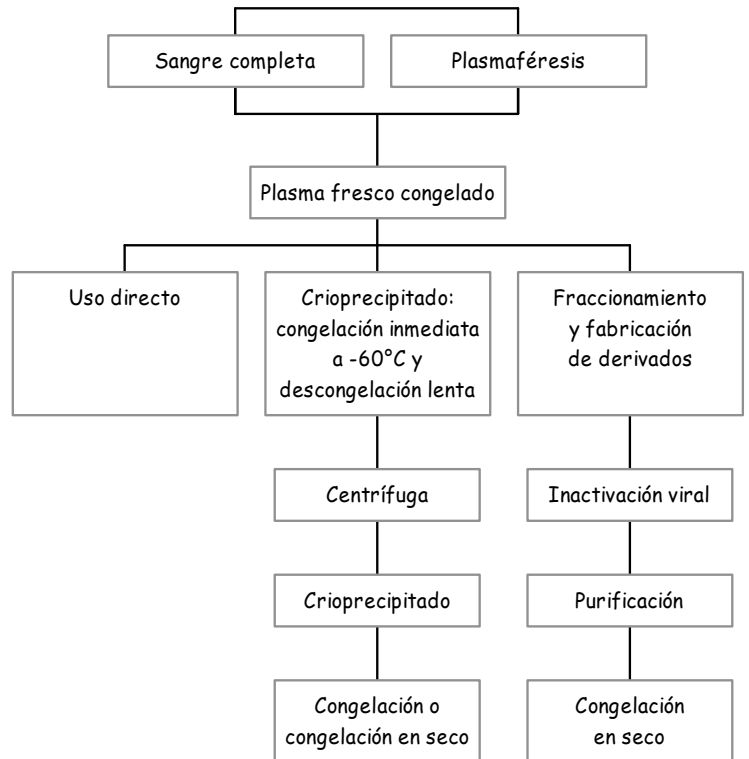 Sangre completa
Plasmaféresis
Plasma fresco congelado
Uso directo
Crioprecipitado:
congelación inmediata
a -60°C y
descongelación lenta
Fraccionamiento
y fabricación
de derivados
Centrífuga
Inactivación viral
Crioprecipitado
Purificación
Congelación o
congelación en seco
Congelación
en seco